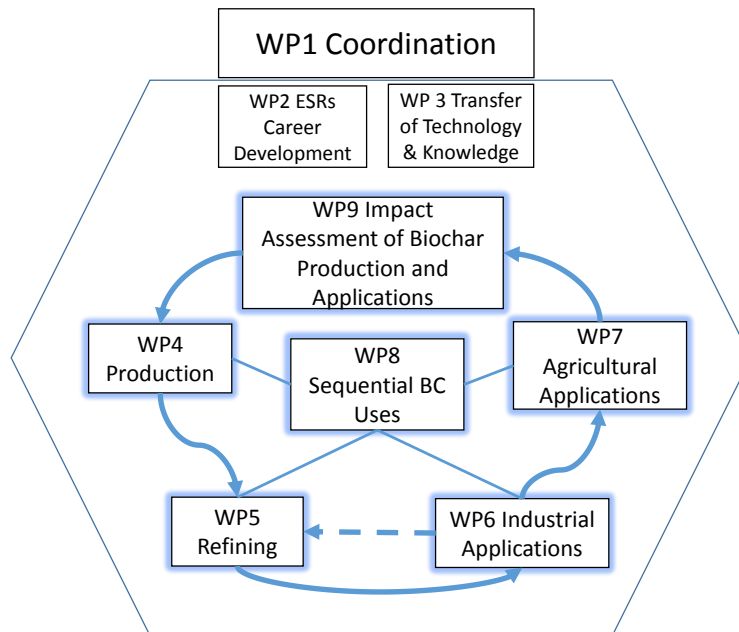 WP1 Coordination
WP2 ESRs
Career
Development
WP 3 Transfer
of Technology
& Knowledge
WP9 Impact
Assessment of Biochar
Production and
Applications
WP4
Production
WP8
Sequential BC
Uses
WP7
Agricultural
Applications
WP5
Refining
WP6 Industrial
Applications